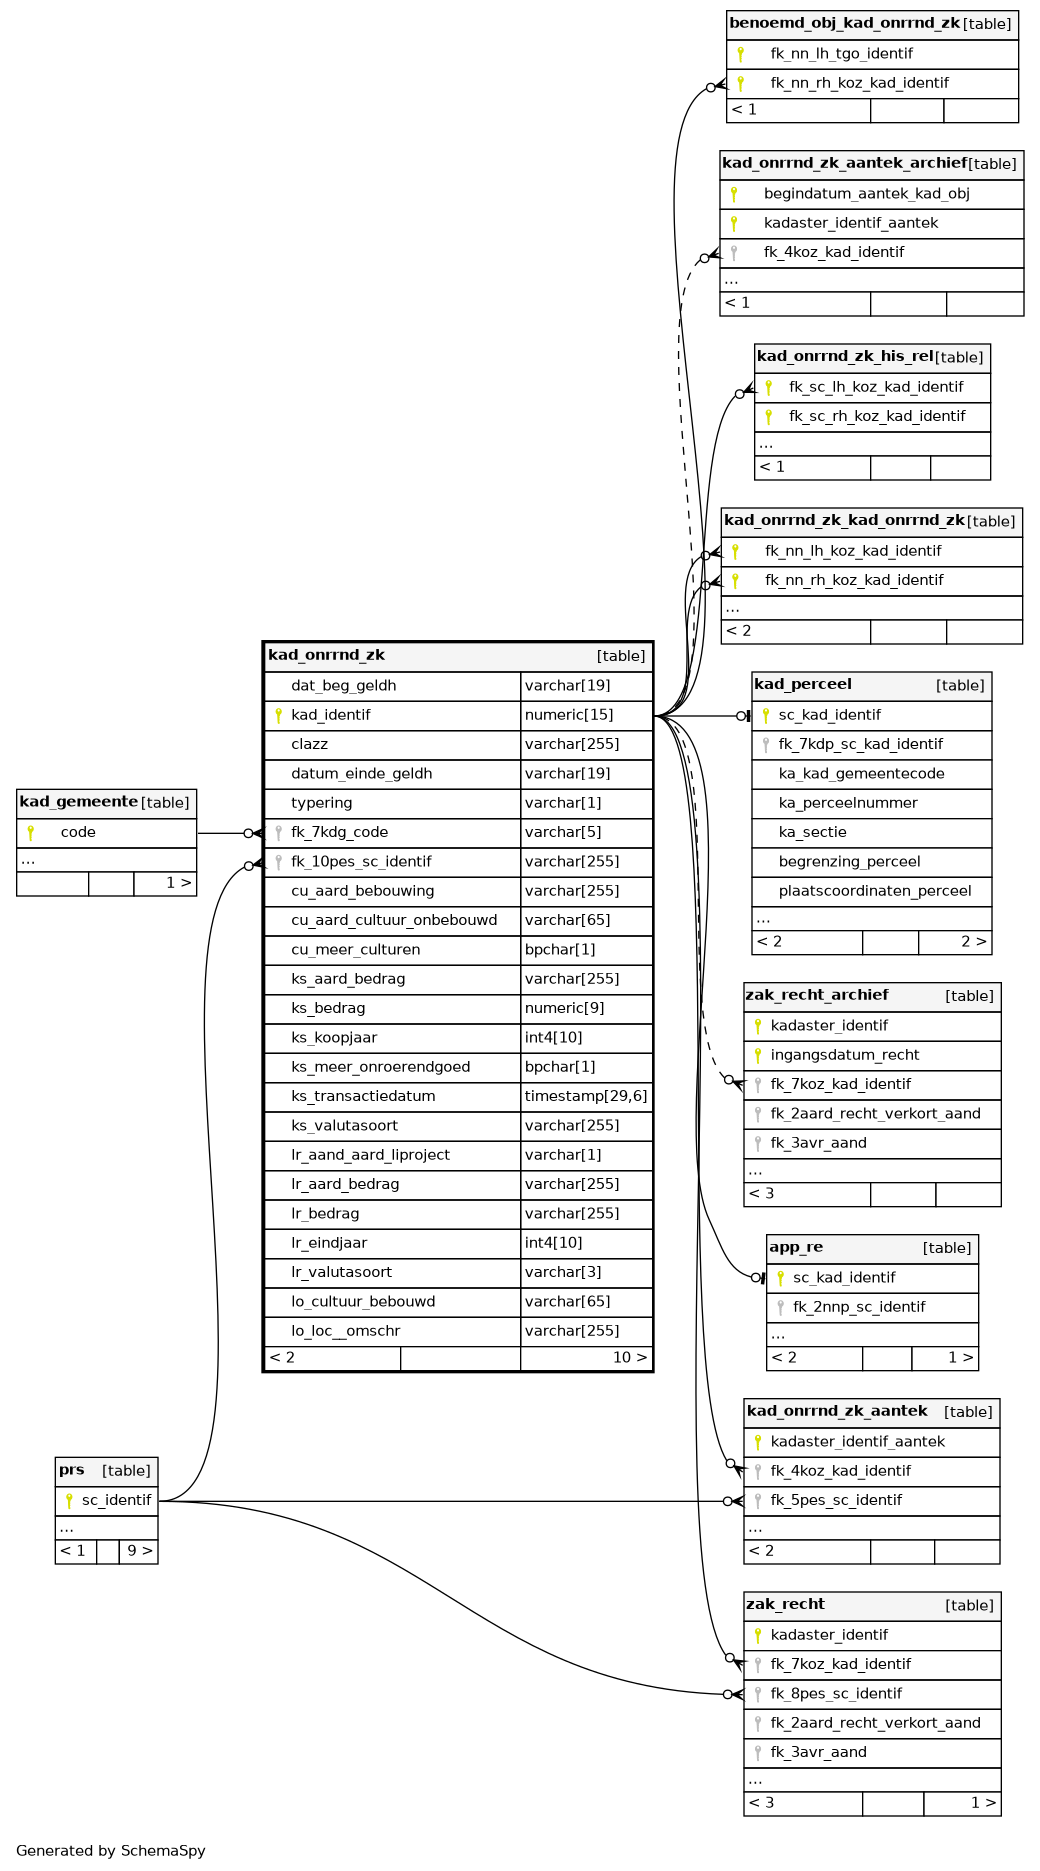 benoemd_obj_kad_onrrnd_zk [table]
fk_nn_lh_tgo_identif
fk_nn_rh_koz_kad_identif
< 1
kad_onrrnd_zk_aantek_archief [table]
begindatum_aantek_kad_obj
kadaster_identif_aantek
fk_4koz_kad_identif
...
< 1
kad_onrrnd_zk_his_rel [table]
fk_sc_lh_koz_kad_identif
fk_sc_rh_koz_kad_identif
...
< 1
kad_onrrnd_zk_kad_onrrnd_zk [table]
fk_nn_lh_koz_kad_identif
fk_nn_rh_koz_kad_identif
...
< 2
kad_onrrnd_zk [table]
dat_beg_geldh varchar[19]
kad_identif numeric[15]
clazz varchar[255]
datum_einde_geldh varchar[19]
typering varchar[1]
fk_7kdg_code varchar[5]
fk_10pes_sc_identif varchar[255]
cu_aard_bebouwing varchar[255]
cu_aard_cultuur_onbebouwd varchar[65]
cu_meer_culturen bpchar[1]
ks_aard_bedrag varchar[255]
ks_bedrag numeric[9]
ks_koopjaar int4[10]
ks_meer_onroerendgoed bpchar[1]
ks_transactiedatum timestamp[29,6]
ks_valutasoort varchar[255]
lr_aand_aard_liproject varchar[1]
lr_aard_bedrag varchar[255]
lr_bedrag varchar[255]
lr_eindjaar int4[10]
lr_valutasoort varchar[3]
lo_cultuur_bebouwd varchar[65]
lo_loc__omschr varchar[255]
< 2 10 >
kad_perceel [table]
sc_kad_identif
fk_7kdp_sc_kad_identif
ka_kad_gemeentecode
ka_perceelnummer
ka_sectie
begrenzing_perceel
plaatscoordinaten_perceel
...
< 2 2 >
kad_gemeente [table]
code
...
1 >
zak_recht_archief [table]
kadaster_identif
ingangsdatum_recht
fk_7koz_kad_identif
fk_2aard_recht_verkort_aand
fk_3avr_aand
...
< 3
app_re [table]
sc_kad_identif
fk_2nnp_sc_identif
...
< 2 1 >
kad_onrrnd_zk_aantek [table]
kadaster_identif_aantek
fk_4koz_kad_identif
fk_5pes_sc_identif
...
< 2
prs [table]
sc_identif
...
< 1 9 >
zak_recht [table]
kadaster_identif
fk_7koz_kad_identif
fk_8pes_sc_identif
fk_2aard_recht_verkort_aand
fk_3avr_aand
...
< 3 1 >
Generated by SchemaSpy